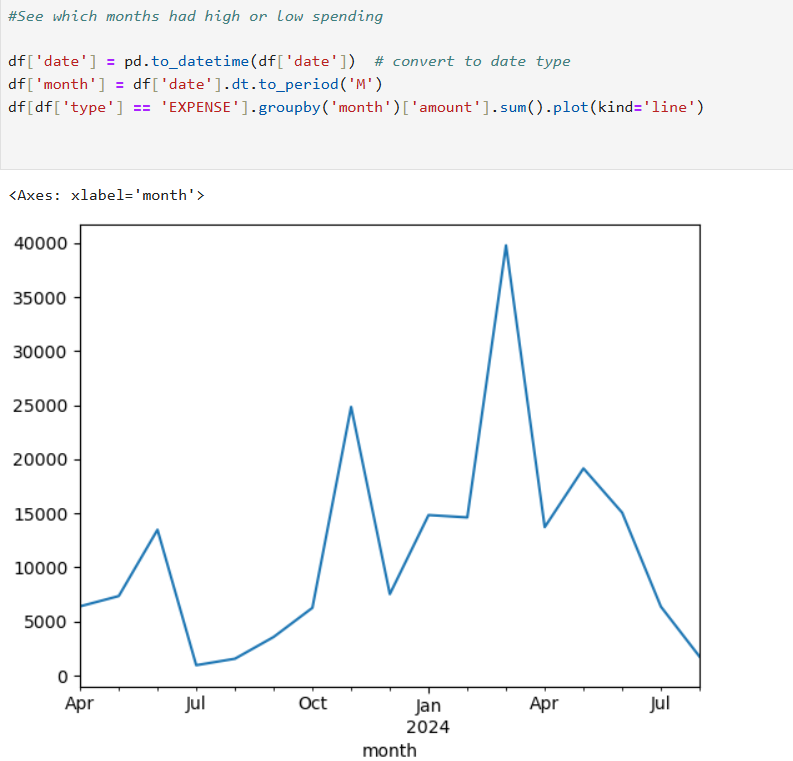 #See which months had high or low spending
df['date'] = pd.to_datetime(df['date'])  # convert to date type
df['month'] = df['date'].dt.to_period('M')
df[df['type'] == 'EXPENSE'].groupby('month')['amount'].sum().plot(kind='line')
<Axes: xlabel='month'>
40000
35000
30000
25000
20000
15000
10000
5000
0
Apr Jul Oct Jan Apr Jul
2024
month